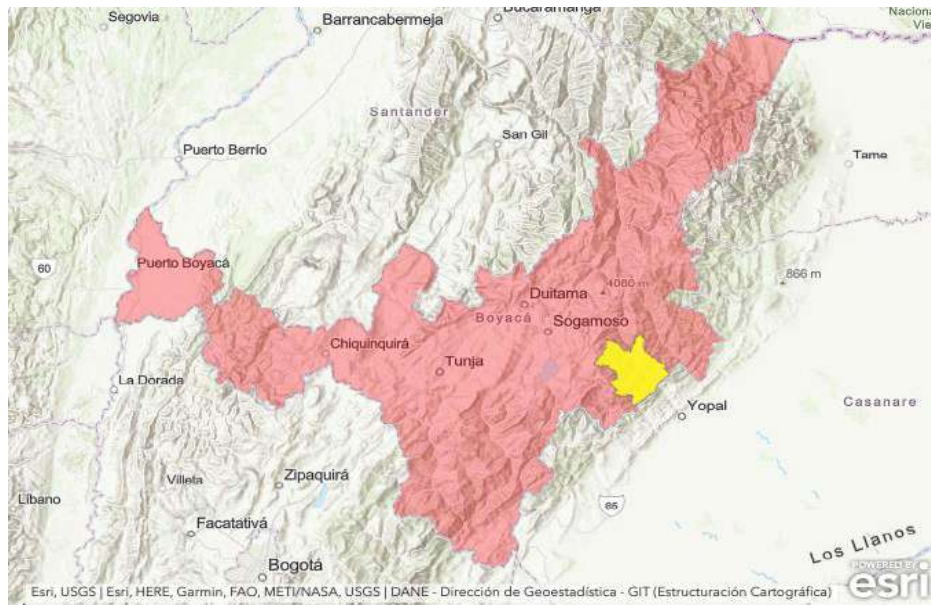 Segovia
Barrancabermeja
Bucaramanga
Naciona
Vie
Santander
San Gil
Puerto Berrío
Tame
60
Puerto Boyacá
866 m
4080 m
Duitama
Boyacá
Sogamoso
Chiquinquirá
Tunja
La Dorada
Yopal
Casanare
Zipaquirá
Villeta
Líbano
65
Facatativá
Los Llanos
Bogotá
POWERED BY
esri
Esri, USGS | Esri, HERE, Garmin, FAO, METI/NASA, USGS | DANE - Dirección de Geoestadística - GIT (Estructuración Cartográfica)